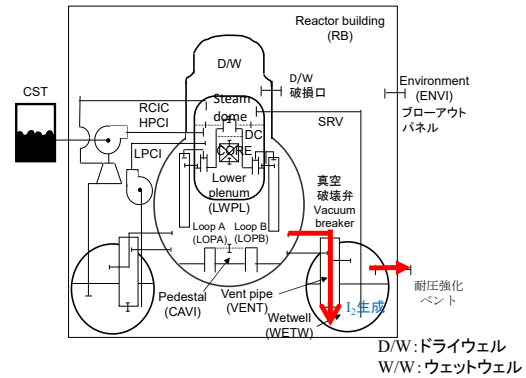 Reactor building
(RB)
D/W
D/W
破損口
Environment
(ENVI)
ブローアウト
パネル
CST
RCIC
HPCI
Steam
dome
DC
SRV
LPCI
CORE
Lower
plenum
(LWPL)
真空
破壊弁
Vacuum
breaker
Loop A
(LOPA)
Loop B
(LOPB)
Pedestal
(CAVI)
Vent pipe
(VENT)
Wetwell
(WETW)
I₂生成
耐圧強化
ベント
D/W:ドライウェル
W/W:ウェットウェル